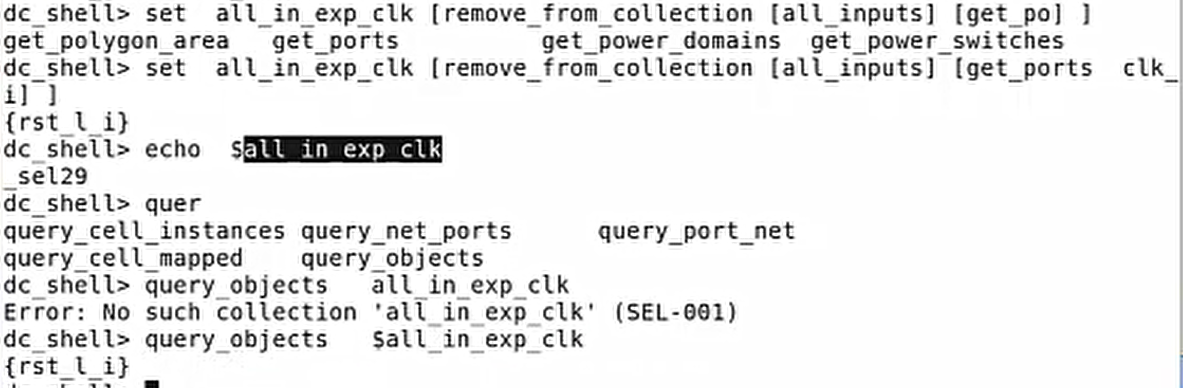 dc_shell> set  all_in_exp_clk [remove_from_collection [all_inputs] [get_po] ]
get_polygon_area   get_ports          get_power_domains  get_power_switches
dc_shell> set  all_in_exp_clk [remove_from_collection [all_inputs] [get_ports  clk_
i] ]
{rst_l_i}
dc_shell> echo  $all_in_exp_clk
_sel29
dc_shell> quer
query_cell_instances query_net_ports      query_port_net
query_cell_mapped    query_objects
dc_shell> query_objects   all_in_exp_clk
Error: No such collection 'all_in_exp_clk' (SEL-001)
dc_shell> query_objects   $all_in_exp_clk
{rst_l_i}